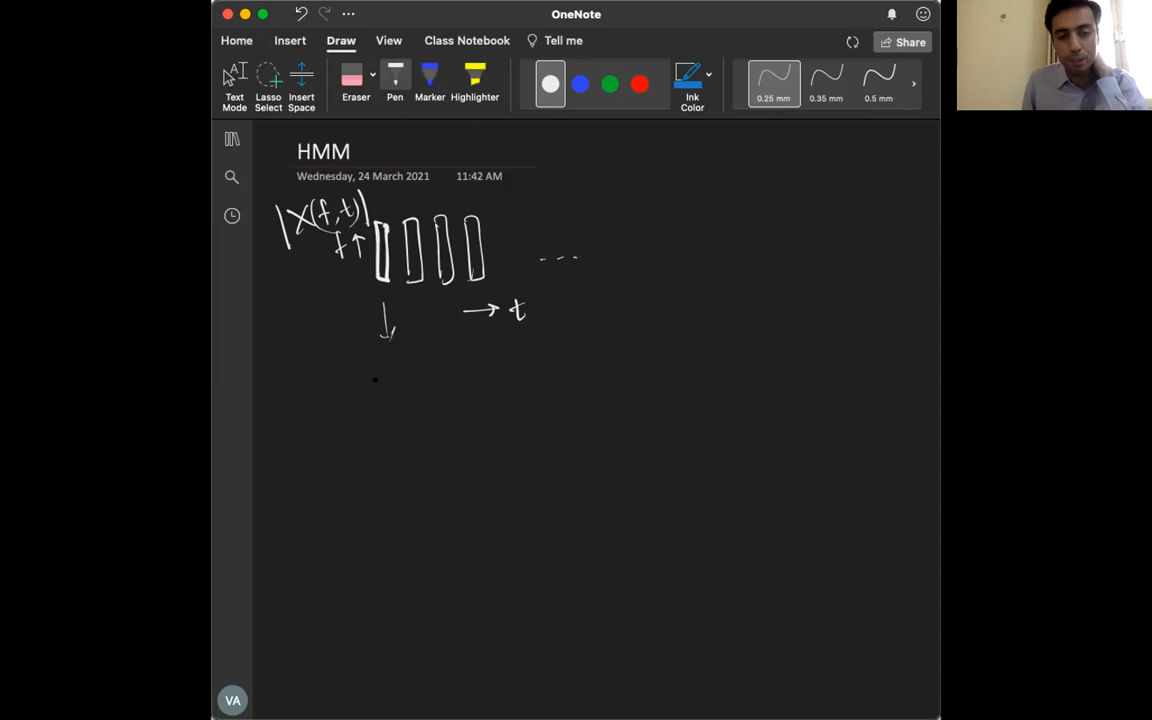 OneNote
Home Insert Draw View Class Notebook Tell me Share
Text Mode Lasso Select Insert Space Eraser Pen Marker Highlighter Ink Color 0.25 mm 0.35 mm 0.5 mm
HMM
Wednesday, 24 March 2021 11:42 AM
|X(f,t)|
f ↑
- - -
→ t
↓
VA